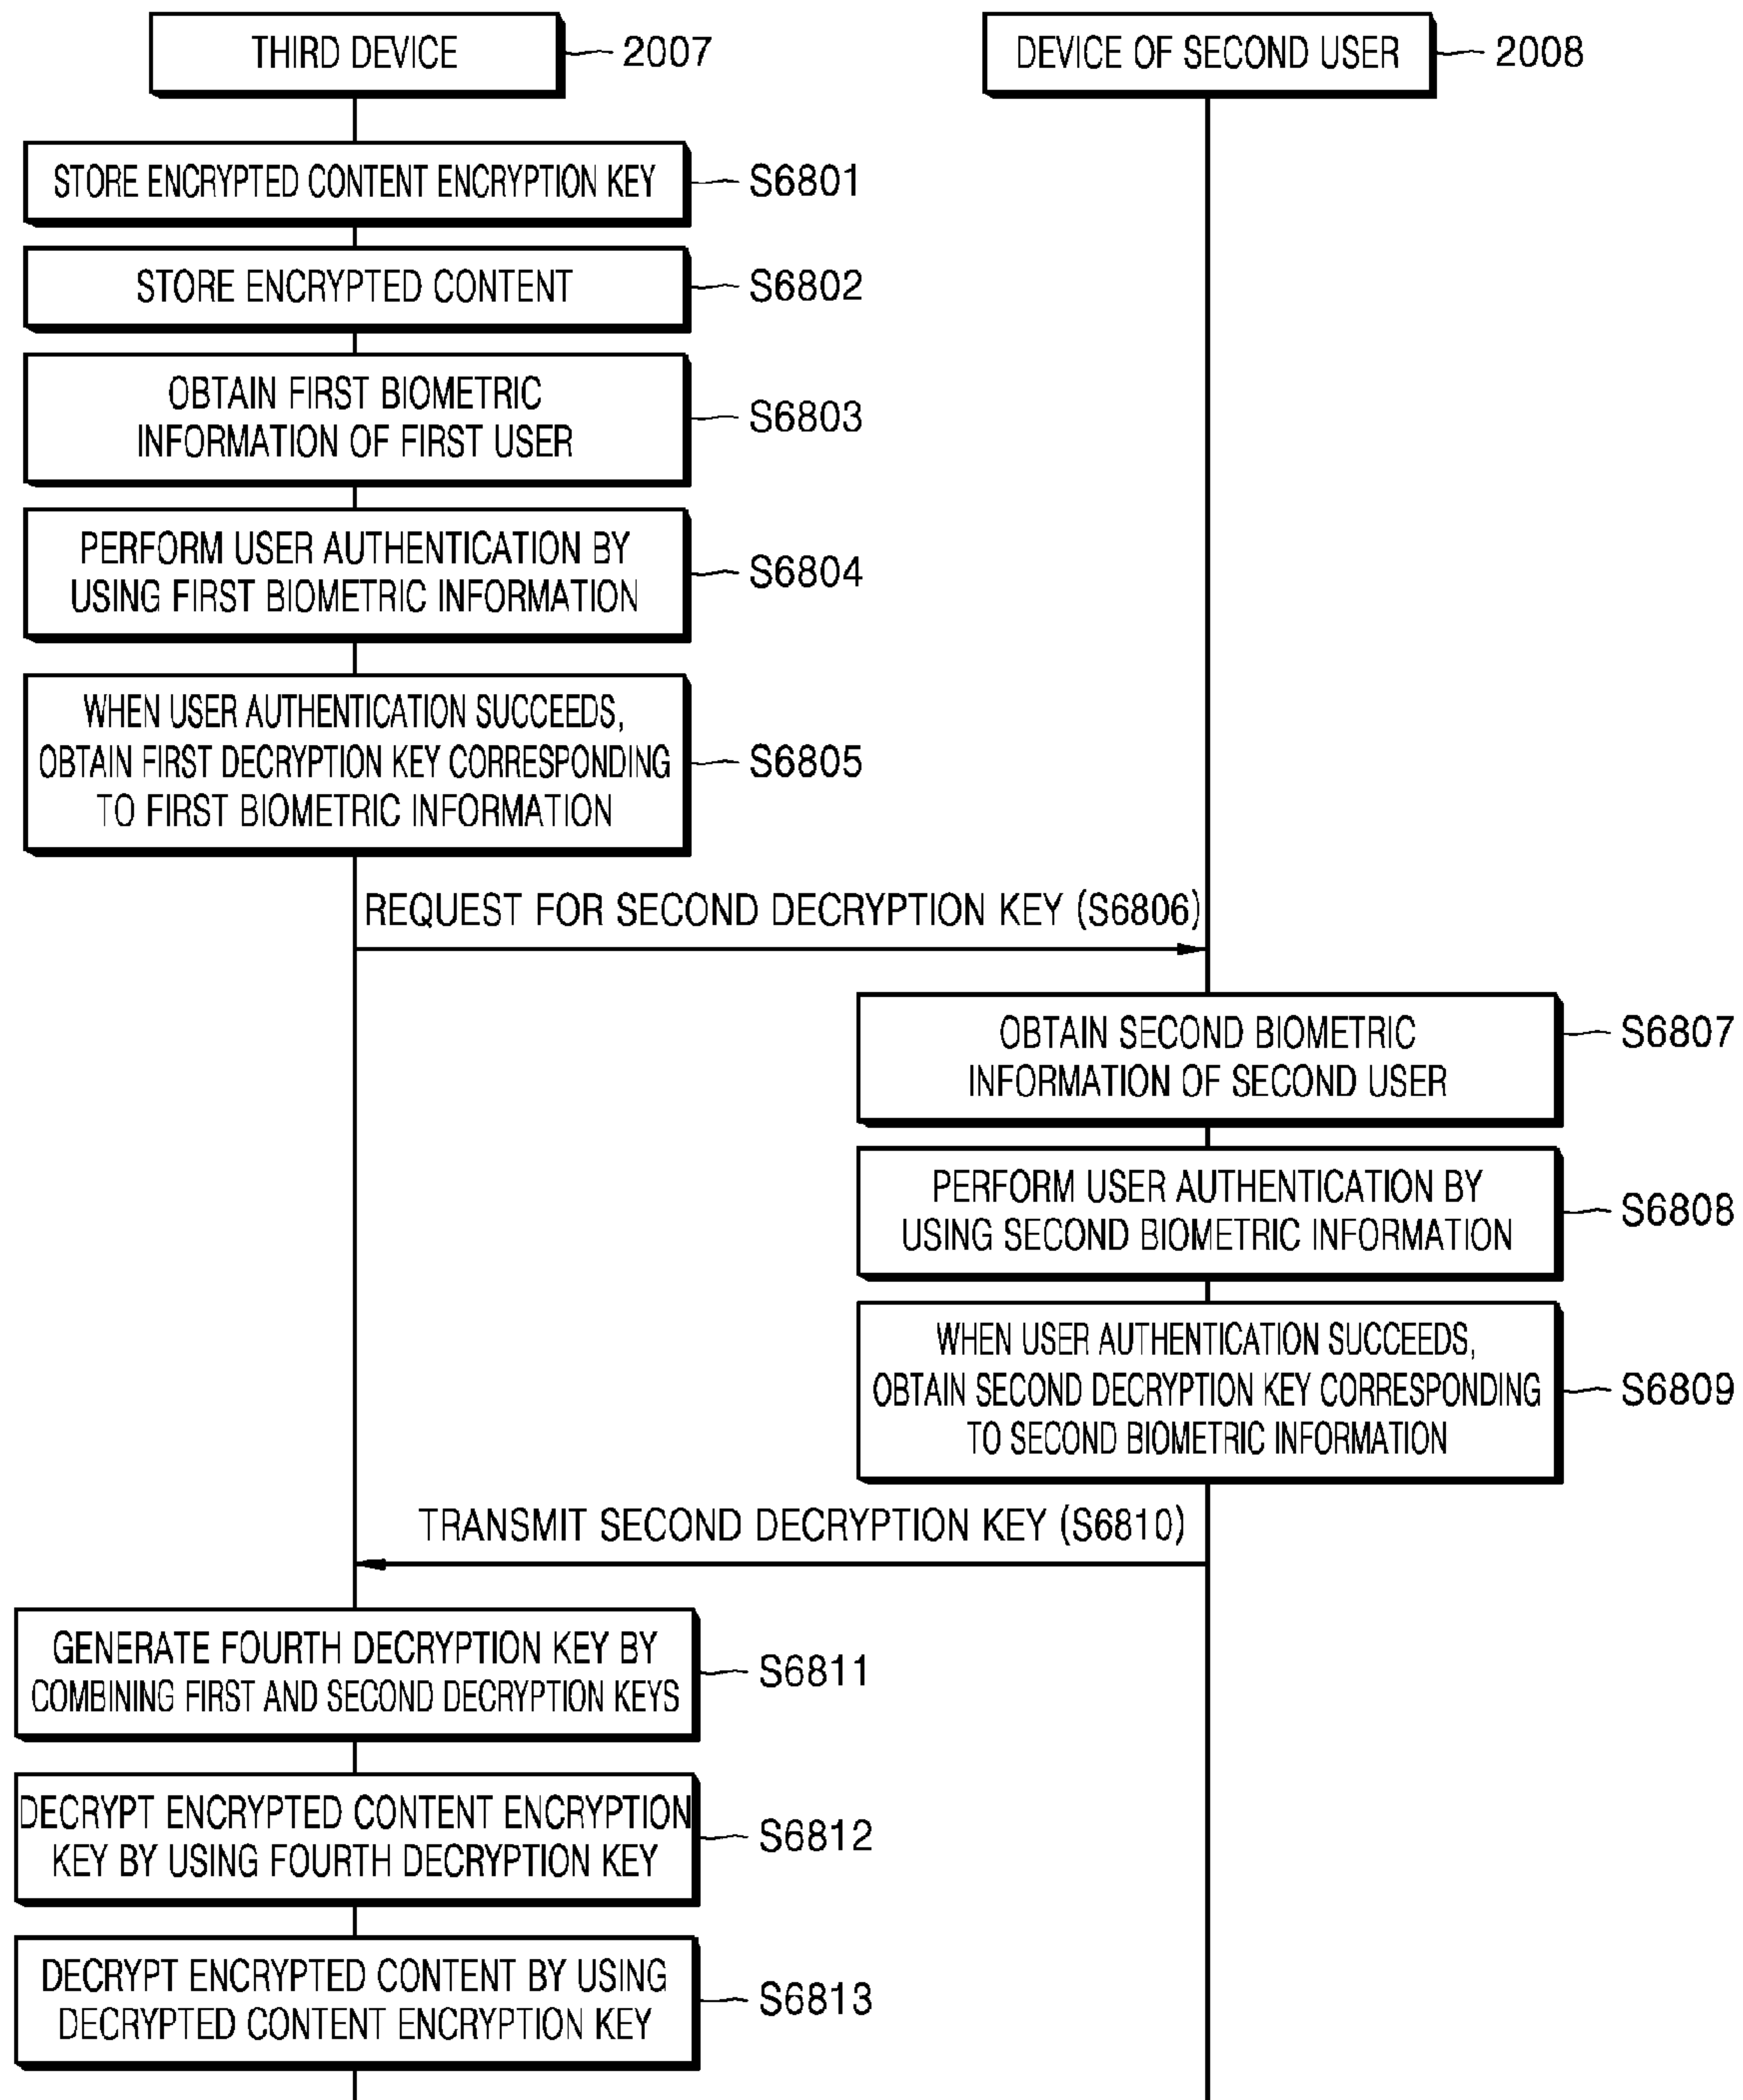 THIRD DEVICE
2007
DEVICE OF SECOND USER
2008
STORE ENCRYPTED CONTENT ENCRYPTION KEY
S6801
STORE ENCRYPTED CONTENT
S6802
OBTAIN FIRST BIOMETRIC
INFORMATION OF FIRST USER
S6803
PERFORM USER AUTHENTICATION BY
USING FIRST BIOMETRIC INFORMATION
S6804
WHEN USER AUTHENTICATION SUCCEEDS,
OBTAIN FIRST DECRYPTION KEY CORRESPONDING
TO FIRST BIOMETRIC INFORMATION
S6805
REQUEST FOR SECOND DECRYPTION KEY (S6806)
OBTAIN SECOND BIOMETRIC
INFORMATION OF SECOND USER
S6807
PERFORM USER AUTHENTICATION BY
USING SECOND BIOMETRIC INFORMATION
S6808
WHEN USER AUTHENTICATION SUCCEEDS,
OBTAIN SECOND DECRYPTION KEY CORRESPONDING
TO SECOND BIOMETRIC INFORMATION
S6809
TRANSMIT SECOND DECRYPTION KEY (S6810)
GENERATE FOURTH DECRYPTION KEY BY
COMBINING FIRST AND SECOND DECRYPTION KEYS
S6811
DECRYPT ENCRYPTED CONTENT ENCRYPTION
KEY BY USING FOURTH DECRYPTION KEY
S6812
DECRYPT ENCRYPTED CONTENT BY USING
DECRYPTED CONTENT ENCRYPTION KEY
S6813